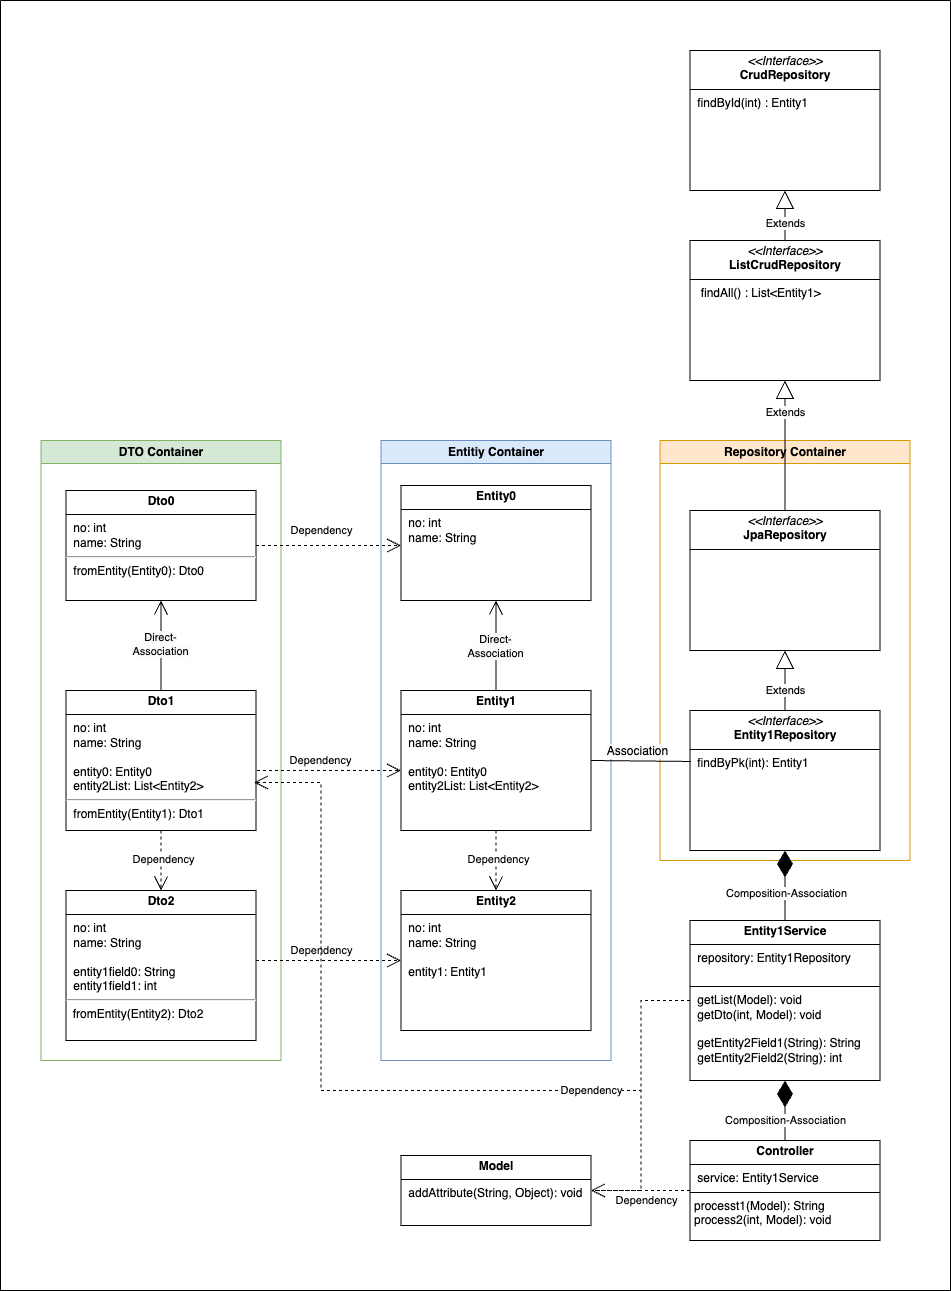 <<Interface>>
CrudRepository
findById(int) : Entity1
Extends
<<Interface>>
ListCrudRepository
findAll() : List<Entity1>
Extends
DTO Container
Dto0
no: int
name: String
fromEntity(Entity0): Dto0
Direct-
Association
Dto1
no: int
name: String
entity0: Entity0
entity2List: List<Entity2>
fromEntity(Entity1): Dto1
Dependency
Dto2
no: int
name: String
entity1field0: String
entity1field1: int
fromEntity(Entity2): Dto2
Dependency
Dependency
Dependency
Entitiy Container
Entity0
no: int
name: String
Direct-
Association
Entity1
no: int
name: String
entity0: Entity0
entity2List: List<Entity2>
Dependency
Entity2
no: int
name: String
entity1: Entity1
Association
Repository Container
<<Interface>>
JpaRepository
Extends
<<Interface>>
Entity1Repository
findByPk(int): Entity1
Composition-Association
Entity1Service
repository: Entity1Repository
getList(Model): void
getDto(int, Model): void
getEntity2Field1(String): String
getEntity2Field2(String): int
Dependency
Composition-Association
Controller
service: Entity1Service
processt1(Model): String
process2(int, Model): void
Dependency
Model
addAttribute(String, Object): void